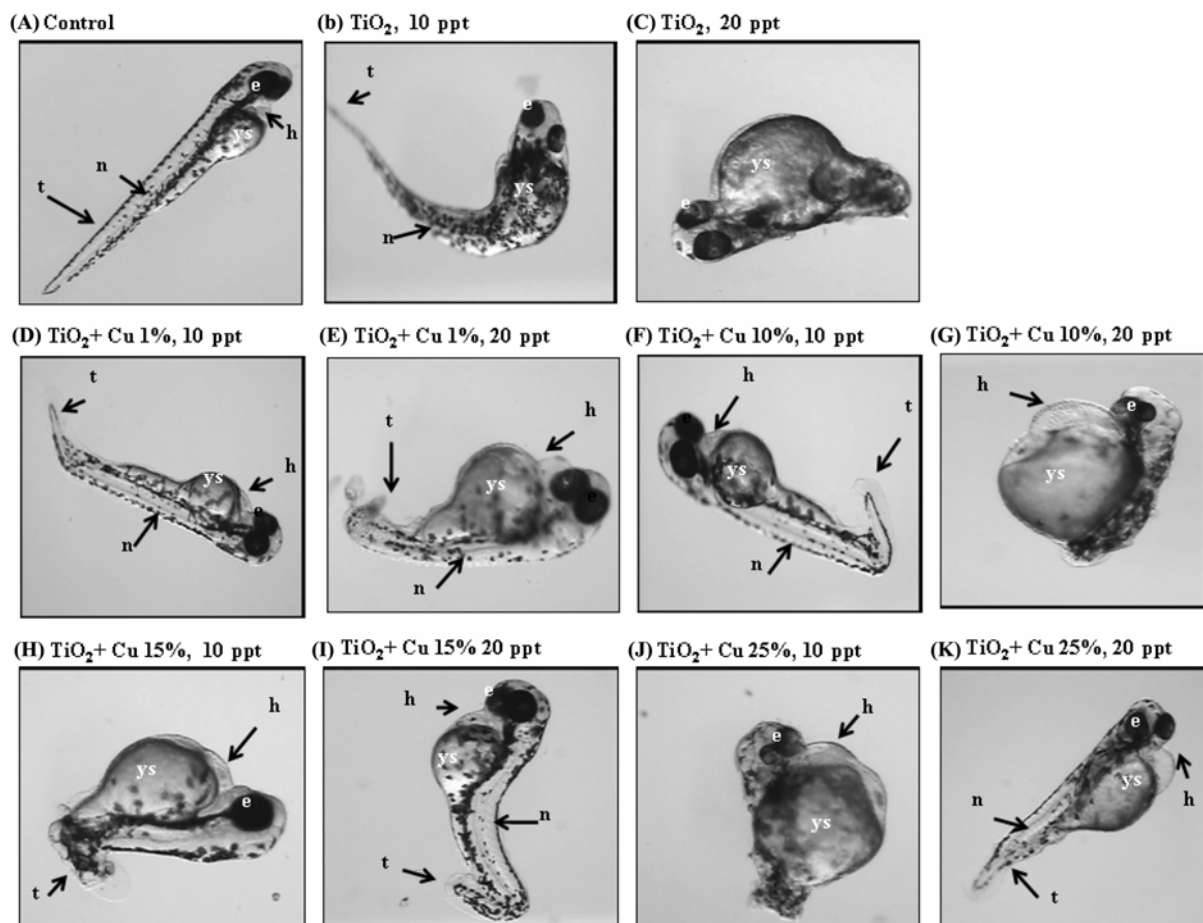 (A) Control
(b) TiO2, 10 ppt
(C) TiO2, 20 ppt
e
h
ys
n
t
t
e
ys
n
ys
e
(D) TiO2+ Cu 1%, 10 ppt
(E) TiO2+ Cu 1%, 20 ppt
(F) TiO2+ Cu 10%, 10 ppt
(G) TiO2+ Cu 10%, 20 ppt
t
ys
h
e
n
t
h
ys
e
n
h
t
e
ys
n
h
e
ys
(H) TiO2+ Cu 15%, 10 ppt
(I) TiO2+ Cu 15% 20 ppt
(J) TiO2+ Cu 25%, 10 ppt
(K) TiO2+ Cu 25%, 20 ppt
h
ys
e
t
h
e
ys
n
t
h
e
ys
e
ys
h
n
t